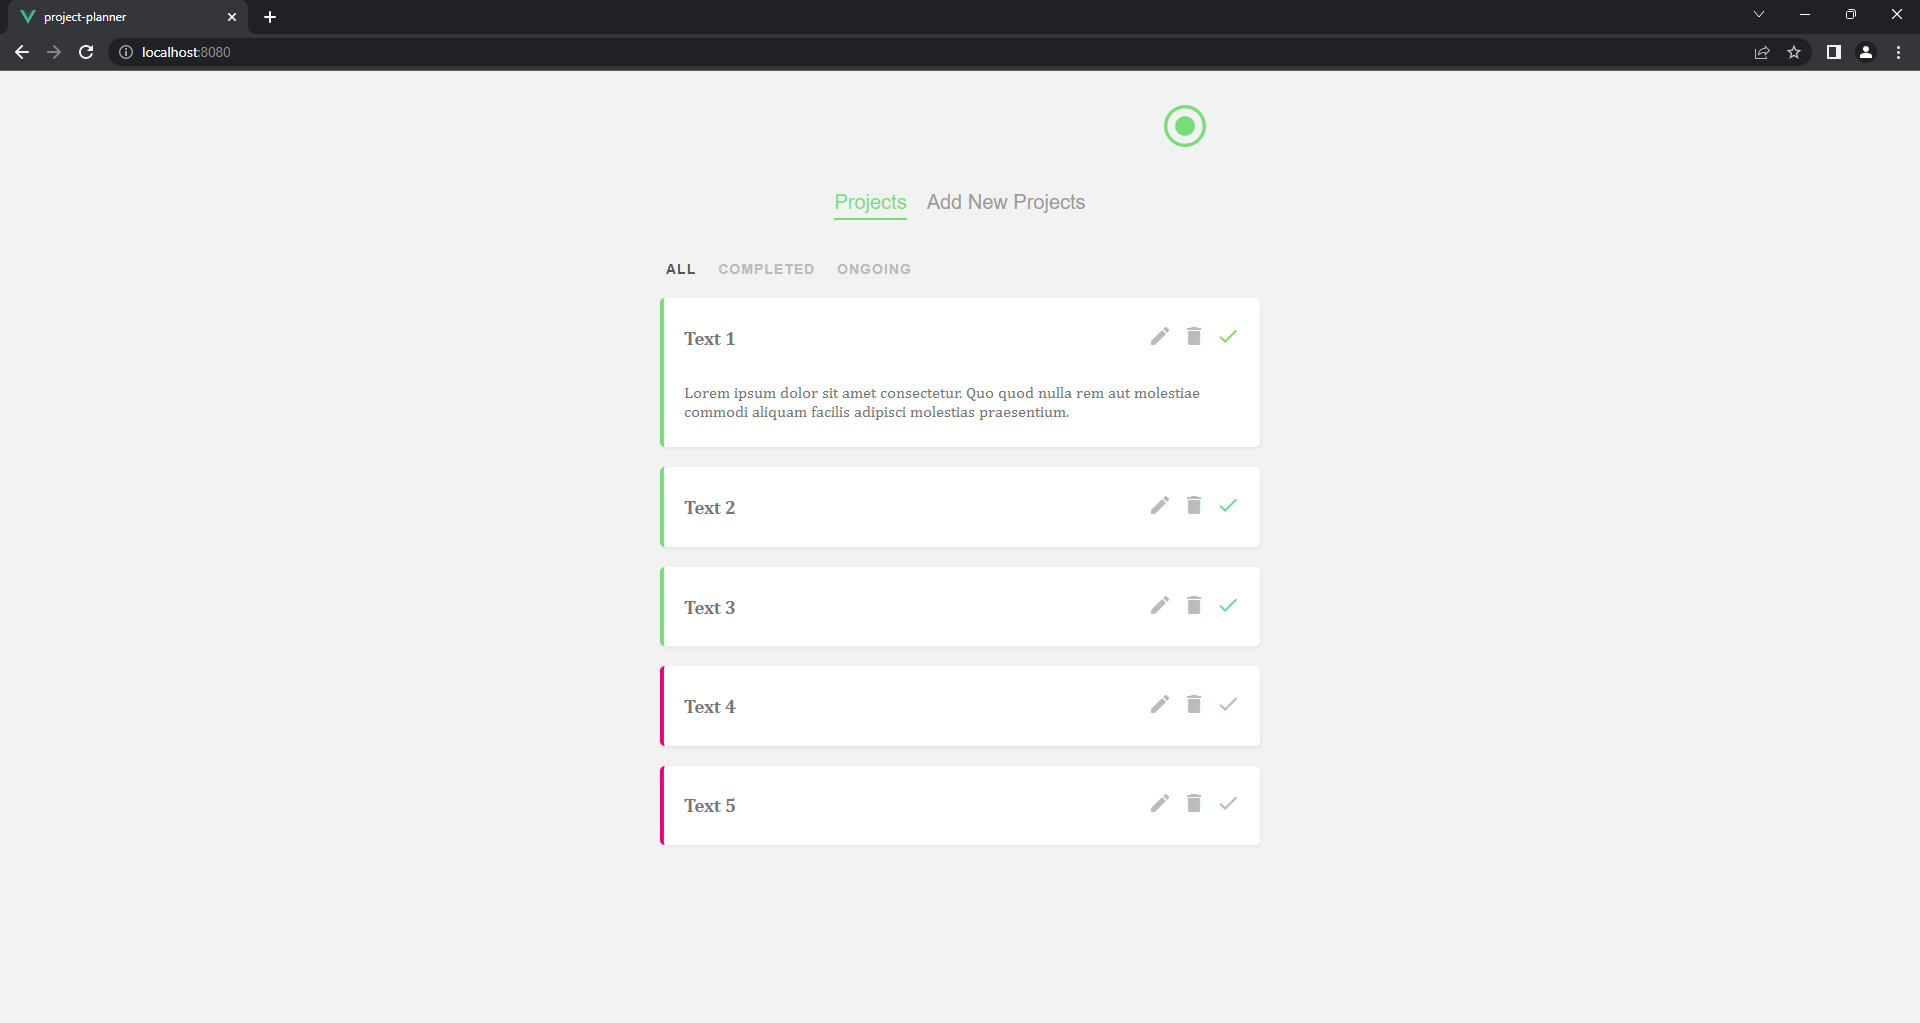 project-planner
localhost:8080
Projects Add New Projects
ALL COMPLETED ONGOING
Text 1
Lorem ipsum dolor sit amet consectetur. Quo quod nulla rem aut molestiae
commodi aliquam facilis adipisci molestias praesentium.
Text 2
Text 3
Text 4
Text 5